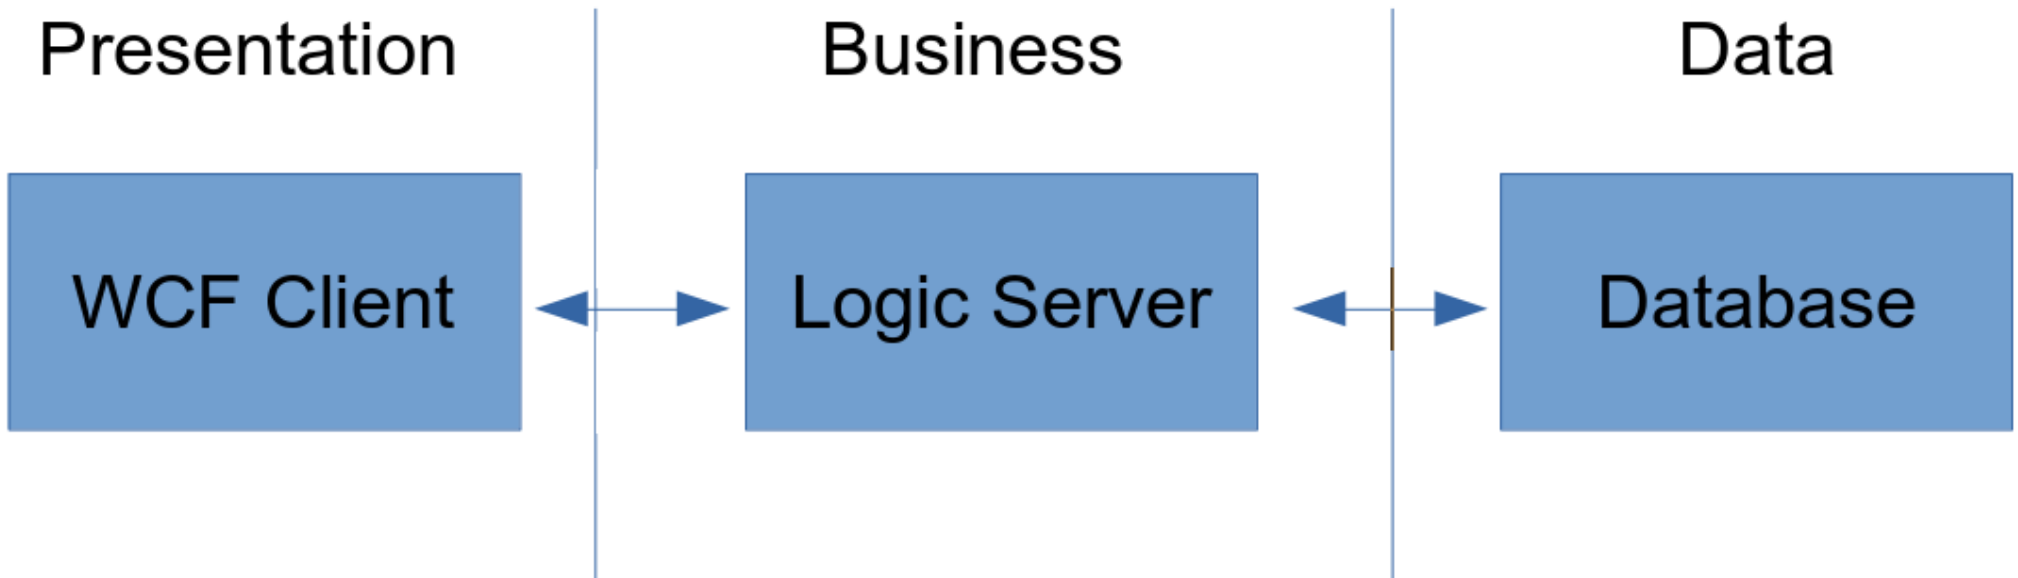 Presentation
Business
Data
WCF Client
Logic Server
Database